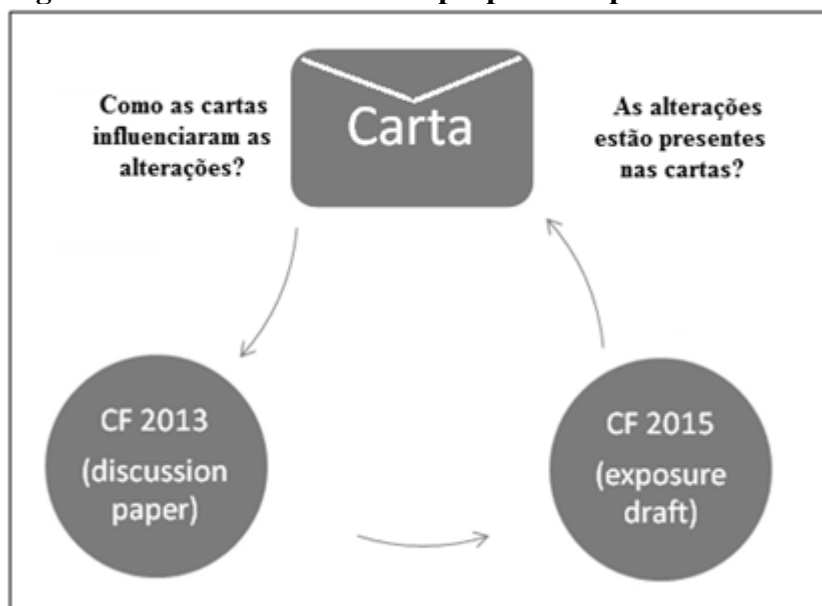 Como as cartas
influenciaram as
alterações?
Carta
As alterações
estão presentes
nas cartas?
CF 2013
(discussion
paper)
CF 2015
(exposure
draft)